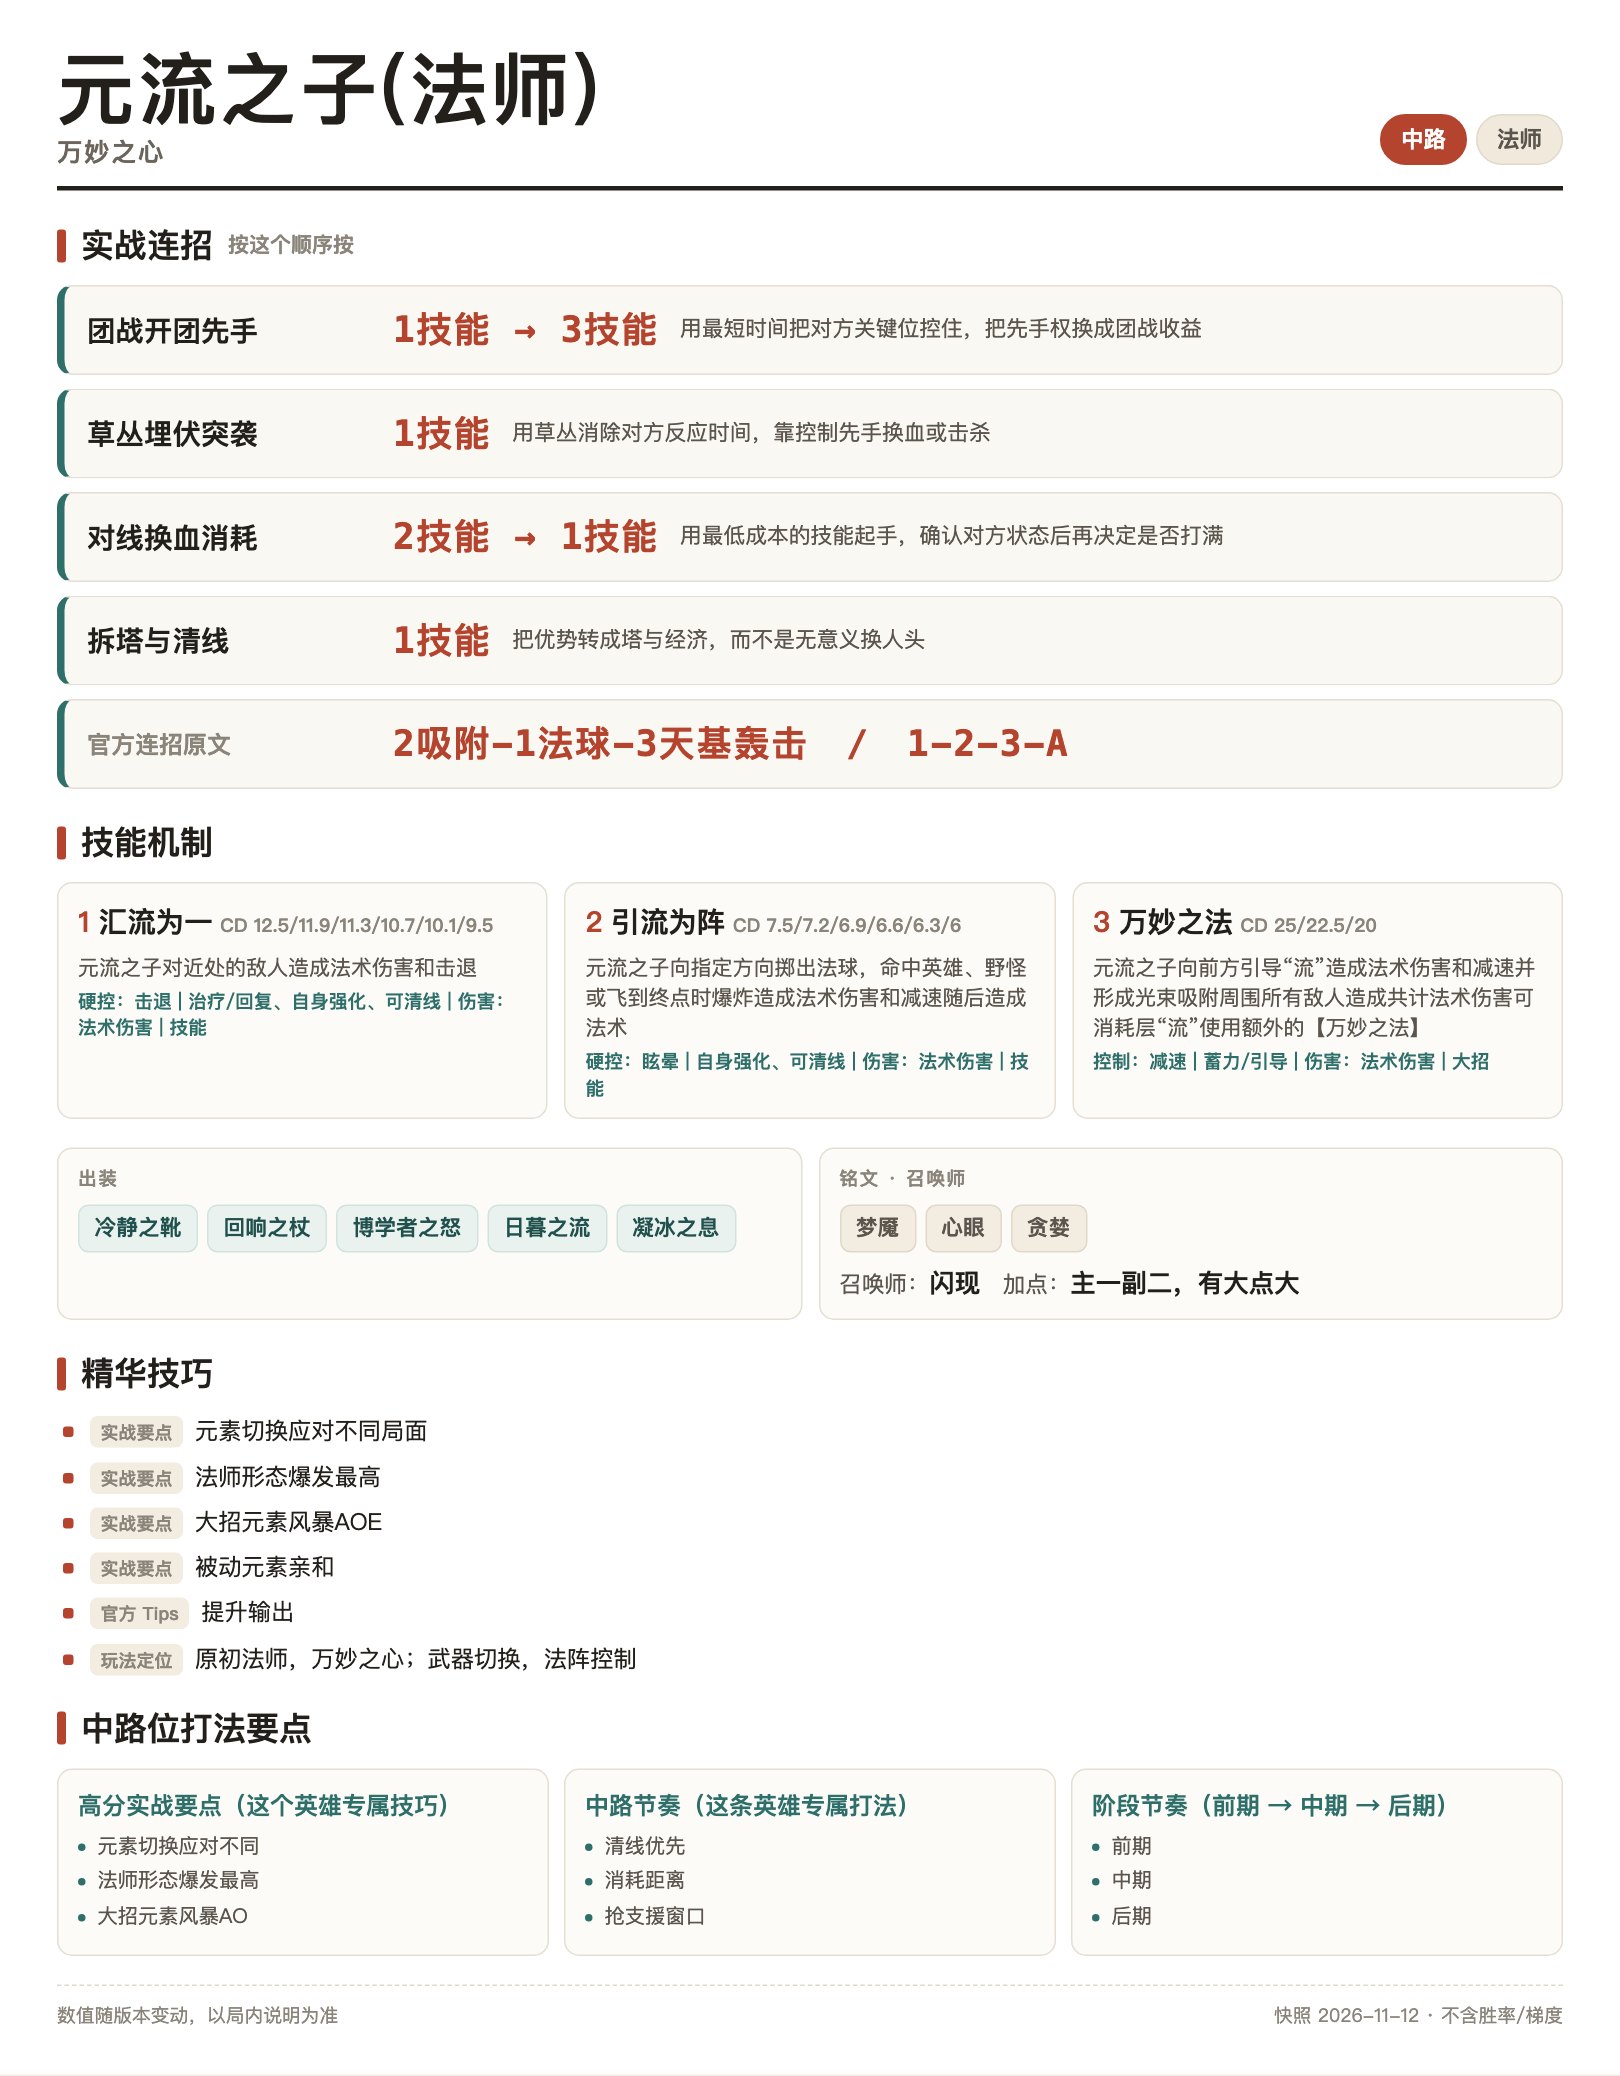 元流之子(法师)
万妙之心
中路
法师
实战连招 按这个顺序按
团战开团先手 1技能 → 3技能 用最短时间把对方关键位控住，把先手权换成团战收益
草丛埋伏突袭 1技能 用草丛消除对方反应时间，靠控制先手换血或击杀
对线换血消耗 2技能 → 1技能 用最低成本的技能起手，确认对方状态后再决定是否打满
拆塔与清线 1技能 把优势转成塔与经济，而不是无意义换人头
官方连招原文 2吸附-1法球-3天基轰击 / 1-2-3-A
技能机制
1 汇流为一 CD 12.5/11.9/11.3/10.7/10.1/9.5
元流之子对近处的敌人造成法术伤害和击退
硬控：击退 | 治疗/回复、自身强化、可清线 | 伤害：
法术伤害 | 技能
2 引流为阵 CD 7.5/7.2/6.9/6.6/6.3/6
元流之子向指定方向掷出法球，命中英雄、野怪
或飞到终点时爆炸造成法术伤害和减速随后造成
法术
硬控：眩晕 | 自身强化、可清线 | 伤害：法术伤害 | 技
能
3 万妙之法 CD 25/22.5/20
元流之子向前方引导“流”造成法术伤害和减速并
形成光束吸附周围所有敌人造成共计法术伤害可
消耗层“流”使用额外的【万妙之法】
控制：减速 | 蓄力/引导 | 伤害：法术伤害 | 大招
出装
冷静之靴 回响之杖 博学者之怒 日暮之流 凝冰之息
铭文 · 召唤师
梦魇 心眼 贪婪
召唤师：闪现 加点：主一副二，有大点大
精华技巧
实战要点 元素切换应对不同局面
实战要点 法师形态爆发最高
实战要点 大招元素风暴AOE
实战要点 被动元素亲和
官方 Tips 提升输出
玩法定位 原初法师，万妙之心；武器切换，法阵控制
中路位打法要点
高分实战要点（这个英雄专属技巧）
元素切换应对不同
法师形态爆发最高
大招元素风暴AO
中路节奏（这条英雄专属打法）
清线优先
消耗距离
抢支援窗口
阶段节奏（前期 → 中期 → 后期）
前期
中期
后期
数值随版本变动，以局内说明为准
快照 2026-11-12 · 不含胜率/梯度